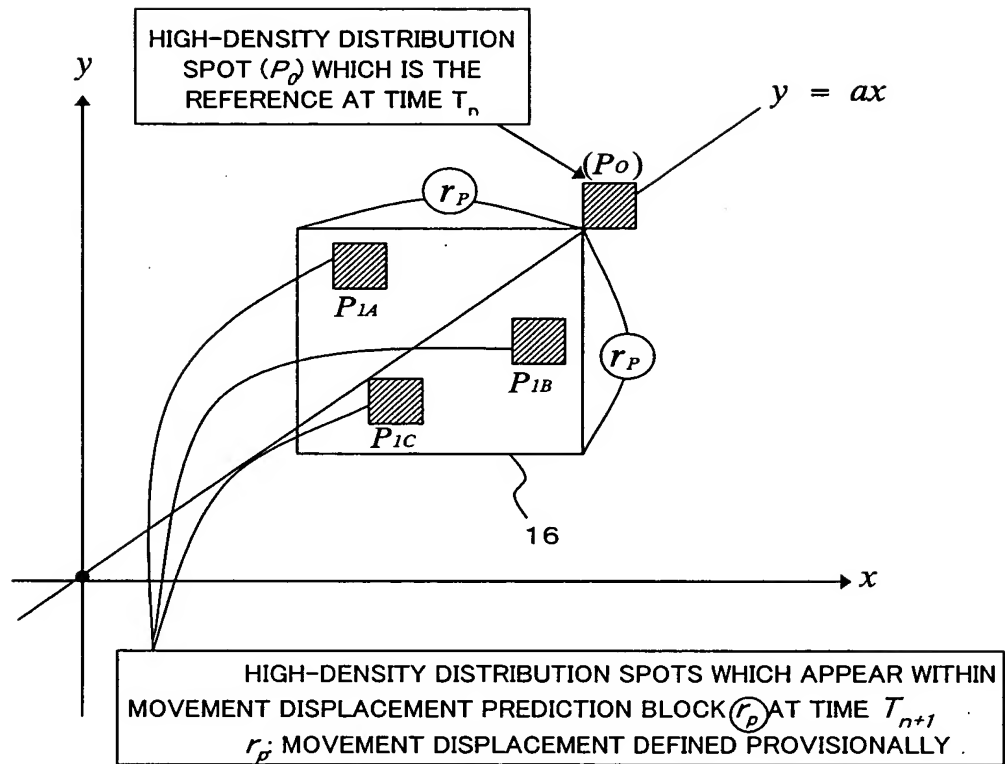 HIGH-DENSITY DISTRIBUTION
SPOT (P0) WHICH IS THE
REFERENCE AT TIME Tn
y
y = ax
(Po)
rP
P1A
rP
P1B
P1C
16
x
HIGH-DENSITY DISTRIBUTION SPOTS WHICH APPEAR WITHIN
MOVEMENT DISPLACEMENT PREDICTION BLOCK rp AT TIME Tn+1
rp: MOVEMENT DISPLACEMENT DEFINED PROVISIONALLY .